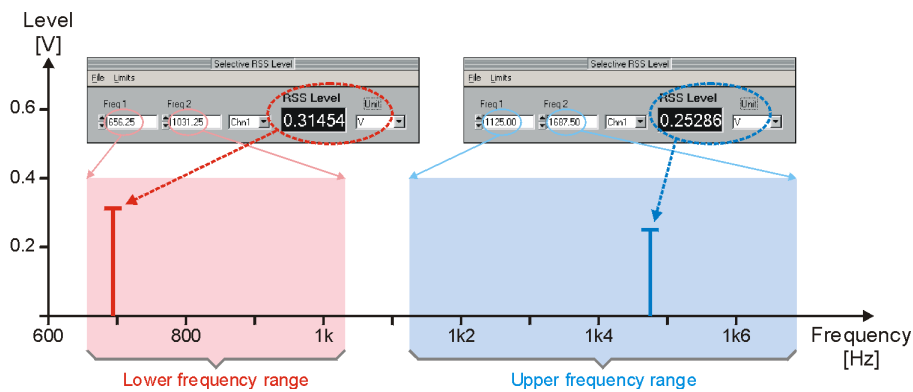 Level
[V]
Selective RSS Level
File Limits
Freq 1 Freq 2 RSS Level Unit
656.25 1031.25 Chn1 0.31454 V
Selective RSS Level
File Limits
Freq 1 Freq 2 RSS Level Unit
1125.00 1687.50 Chn1 0.25286 V
0.6
0.4
0.2
600 800 1k 1k2 1k4 1k6 Frequency
[Hz]
Lower frequency range Upper frequency range